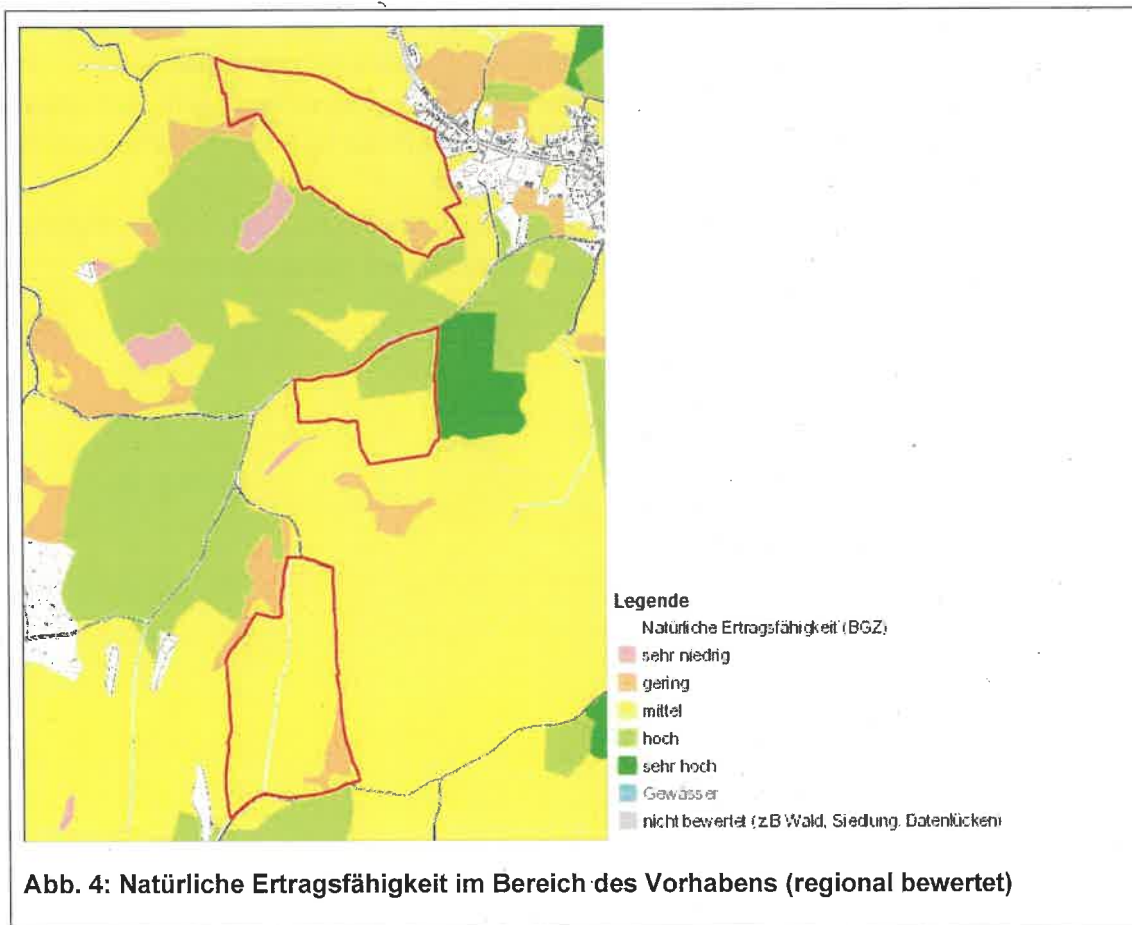 Legende
Natürliche Ertragsfähigkeit (BGZ)
sehr niedrig
gering
mittel
hoch
sehr hoch
Gewässer
nicht bewertet (z.B Wald, Siedlung, Datenlücken)
Abb. 4: Natürliche Ertragsfähigkeit im Bereich des Vorhabens (regional bewertet)